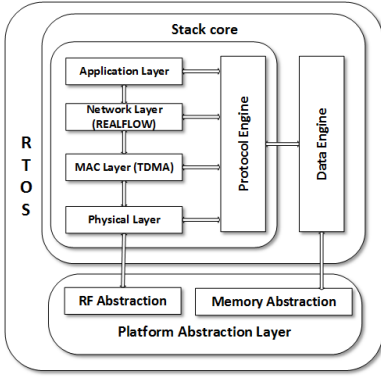 Stack core
Application Layer
Network Layer
(REALFLOW)
MAC Layer (TDMA)
Physical Layer
Protocol Engine
Data Engine
R
T
O
S
RF Abstraction
Memory Abstraction
Platform Abstraction Layer